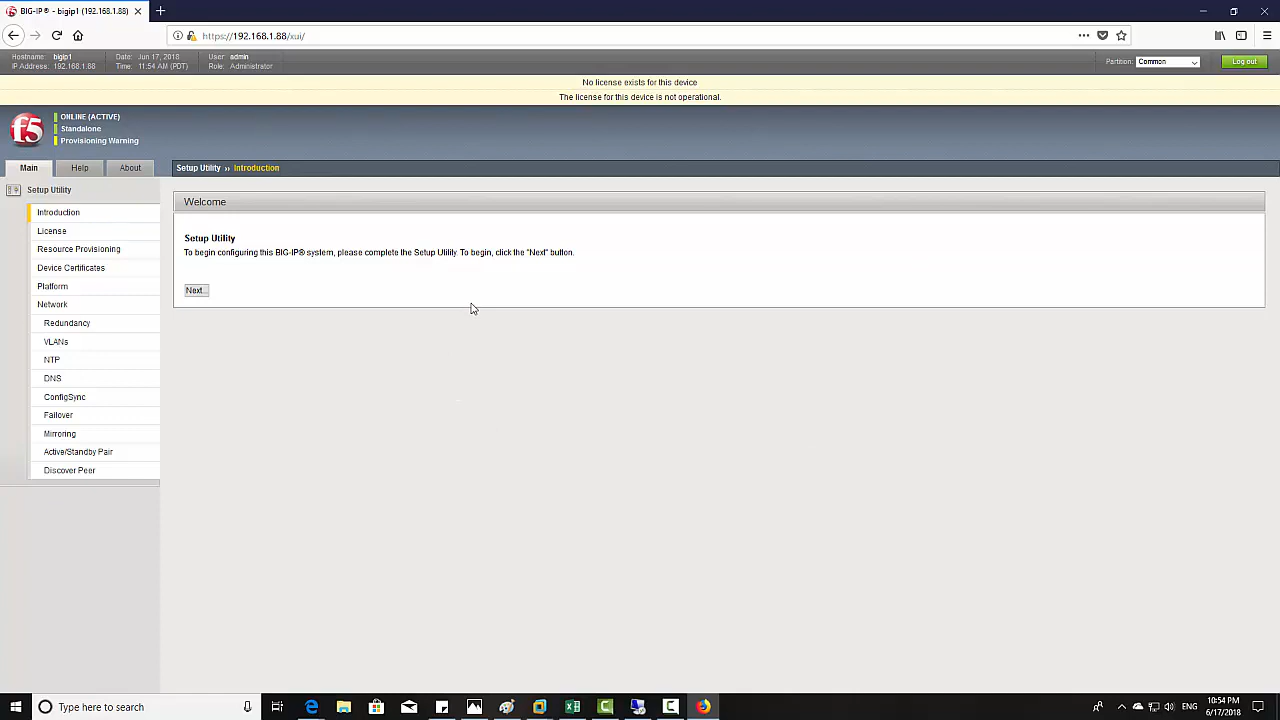 BIG-IP® - bigip1 (192.168.1.88)
https://192.168.1.88/xui/
Hostname: bigip1 Date: Jun 17, 2018 User: admin
IP Address: 192.168.1.88 Time: 11:54 AM (PDT) Role: Administrator
Partition: Common Log out
No license exists for this device
The license for this device is not operational.
f5
ONLINE (ACTIVE)
Standalone
Provisioning Warning
Main Help About
Setup Utility ›› Introduction
Setup Utility
Introduction
License
Resource Provisioning
Device Certificates
Platform
Network
Redundancy
VLANs
NTP
DNS
ConfigSync
Failover
Mirroring
Active/Standby Pair
Discover Peer
Welcome
Setup Utility
To begin configuring this BIG-IP® system, please complete the Setup Utility. To begin, click the "Next" button.
Next...
Type here to search
ENG
10:54 PM
6/17/2018